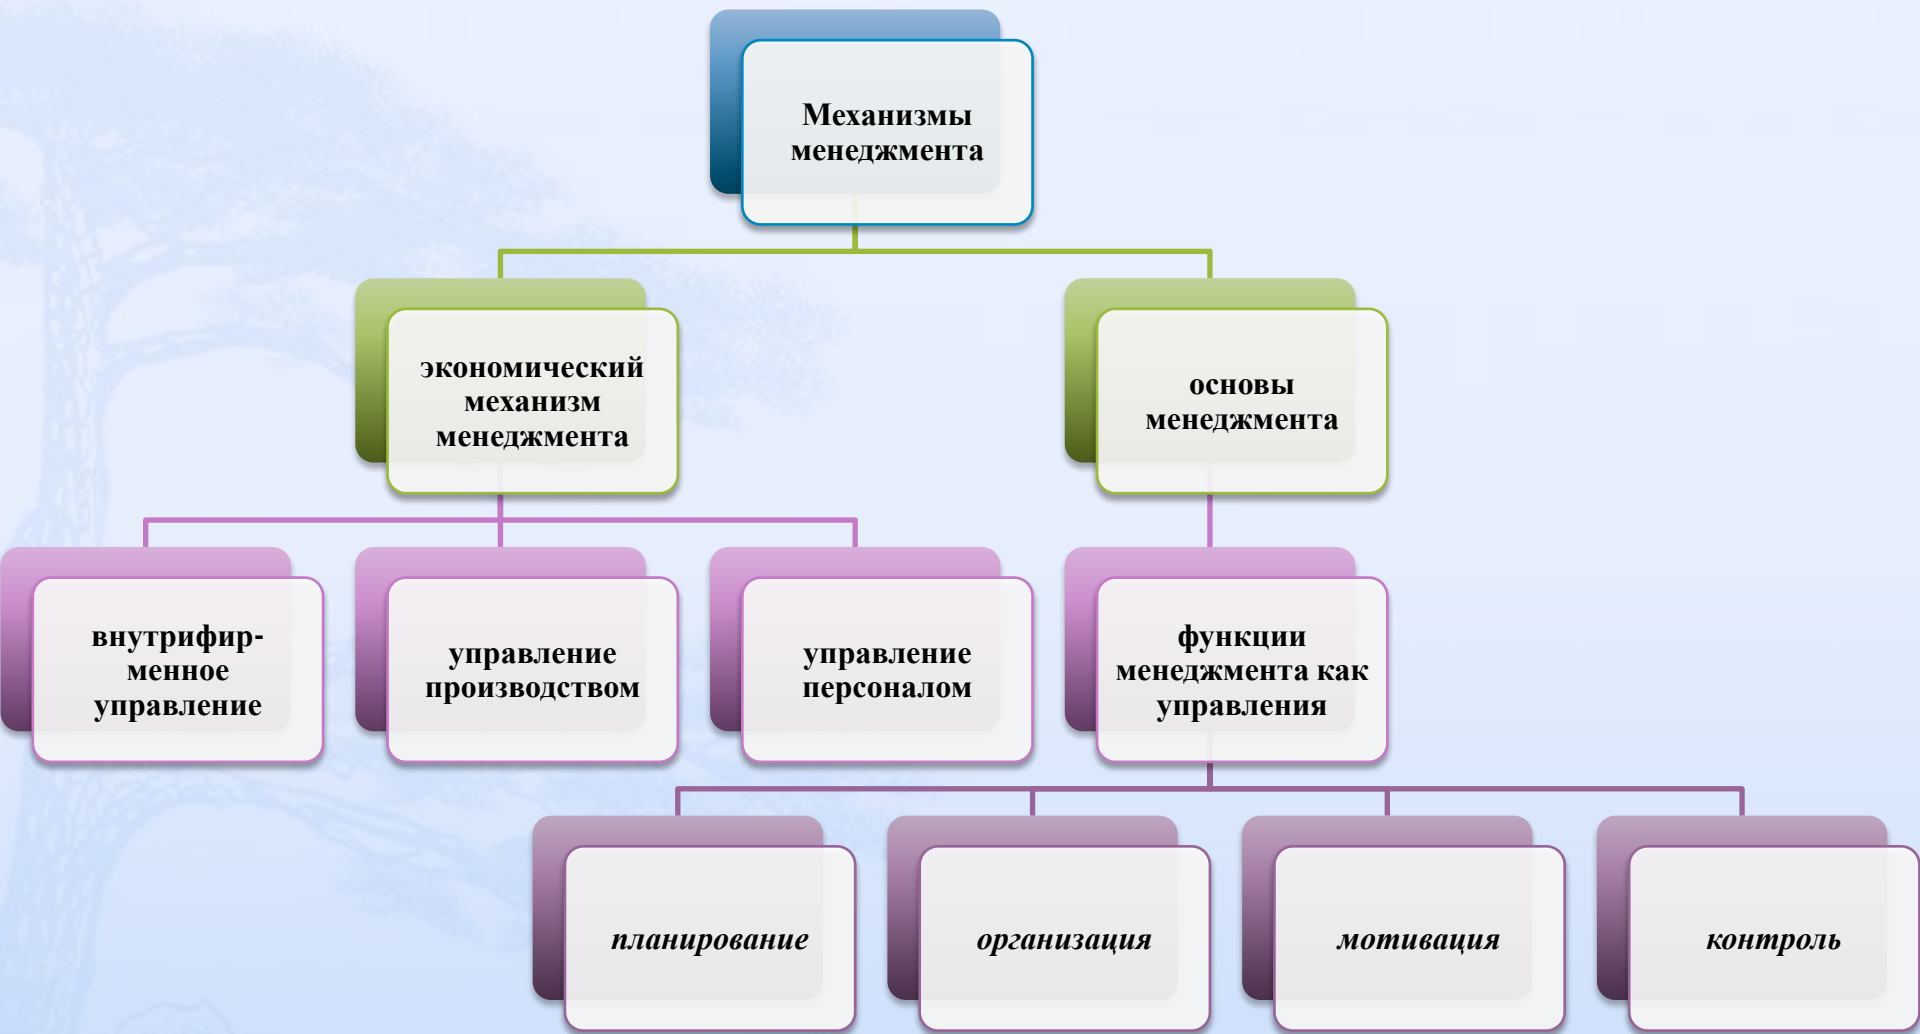 Механизмы
менеджмента
экономический
механизм
менеджмента
основы
менеджмента
внутрифир-
менное
управление
управление
производством
управление
персоналом
функции
менеджмента как
управления
планирование
организация
мотивация
контроль